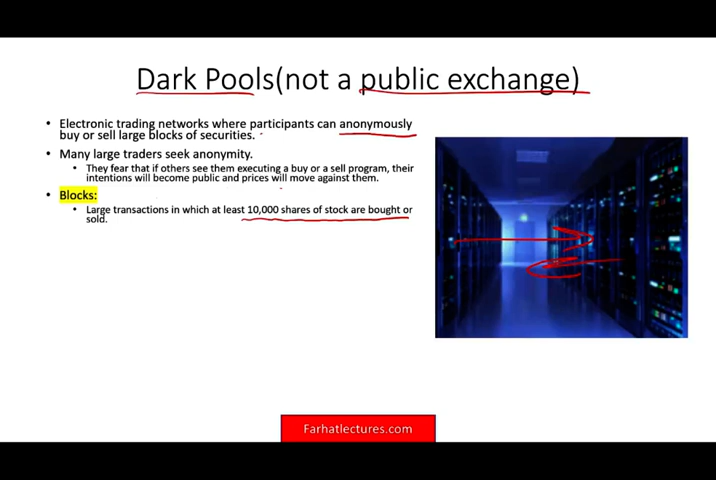 Dark Pools(not a public exchange)
• Electronic trading networks where participants can anonymously
buy or sell large blocks of securities.
• Many large traders seek anonymity.
• They fear that if others see them executing a buy or a sell program, their
intentions will become public and prices will move against them.
• Blocks:
• Large transactions in which at least 10,000 shares of stock are bought or
sold.
Farhatlectures.com